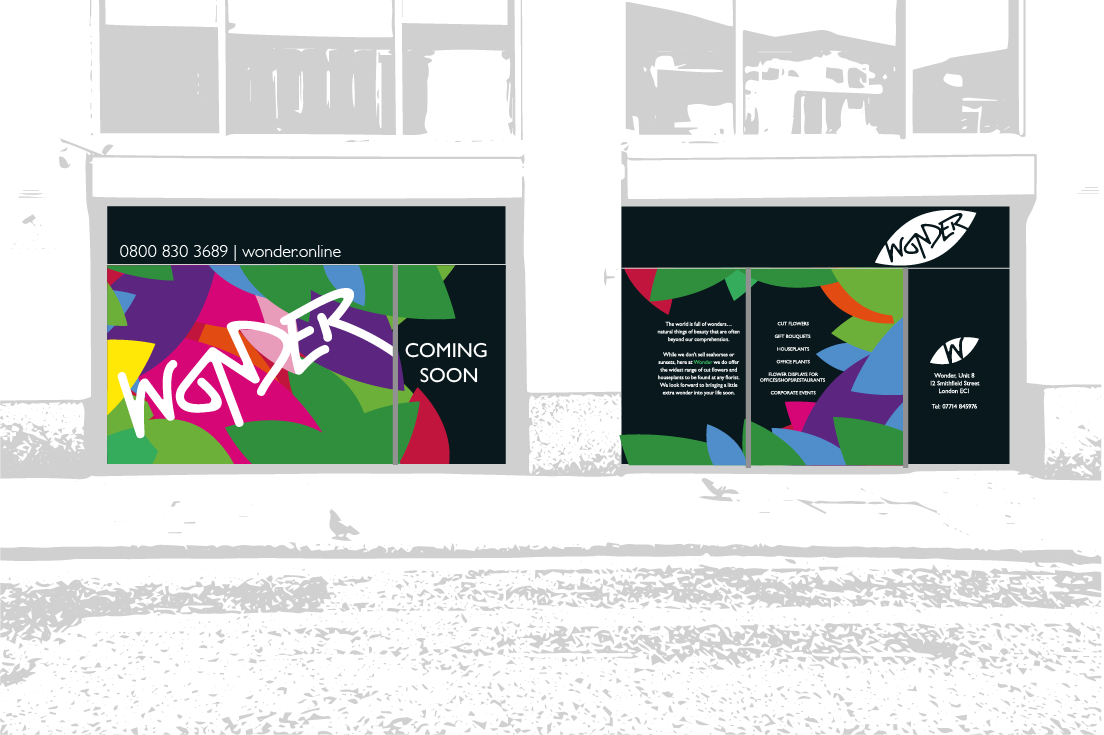 0800 830 3689 | wonder.online
WONDER
COMING
SOON
WONDER
The world is full of wonders...
natural things of beauty that are often
beyond our comprehension.
While we don't sell seahorses or
sunsets, here at Wonder we do offer
the widest range of cut flowers and
houseplants to be found at any florist.
We look forward to bringing a little
extra wonder into your life soon.
CUT FLOWERS
GIFT BOUQUETS
HOUSEPLANTS
OFFICE PLANTS
FLOWER DISPLAYS FOR
OFFICES/SHOPS/RESTAURANTS
CORPORATE EVENTS
W
Wonder, Unit 8
12 Smithfield Street
London EC1
Tel: 07714 845976